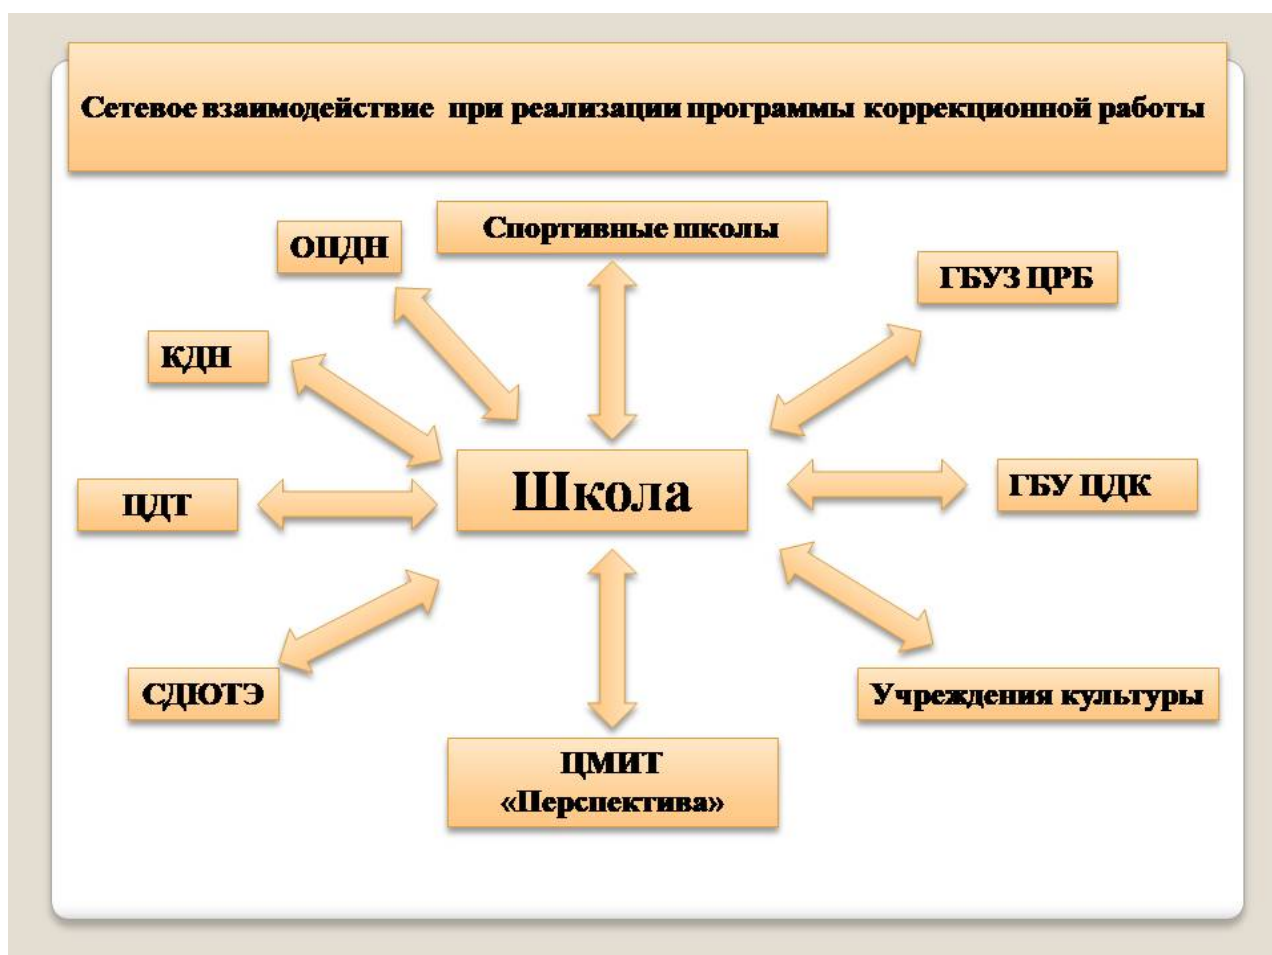 Сетевое взаимодействие при реализации программы коррекционной работы
Спортивные школы
ОПДН
ГБУЗ ЦРБ
КДН
Школа
ГБУ ЦДК
ЦДТ
СДЮТЭ
Учреждения культуры
ЦМИТ
«Перспектива»